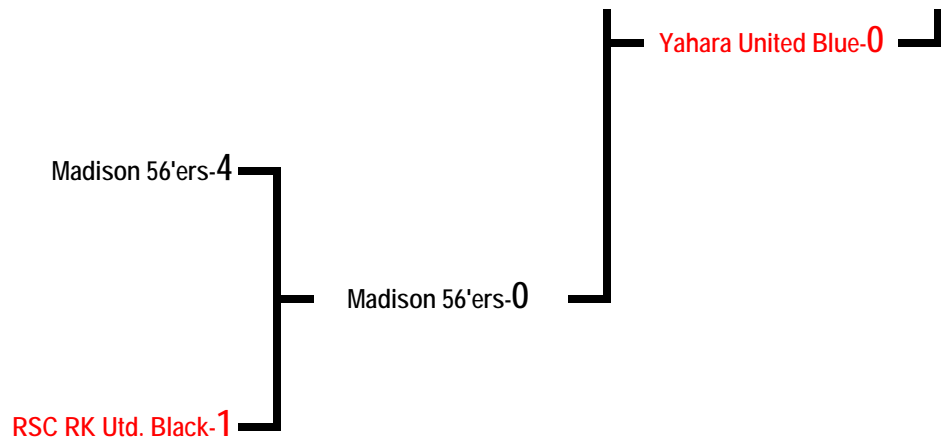 Yahara United Blue-0
Madison 56'ers-4
Madison 56'ers-0
RSC RK Utd. Black-1